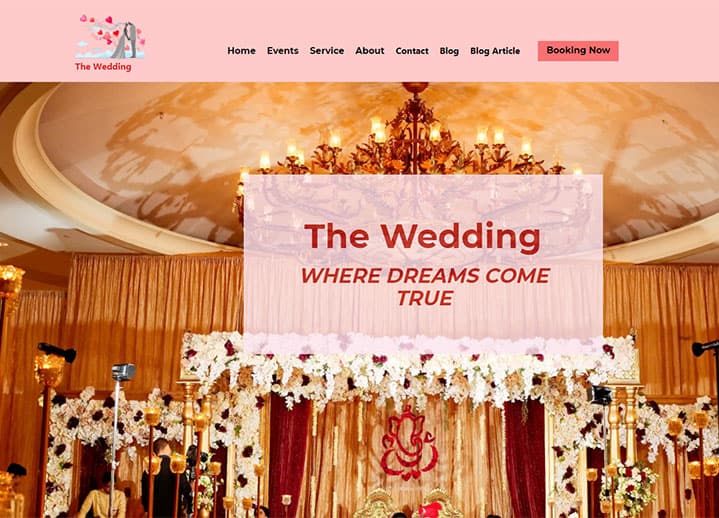 The Wedding
Home Events Service About Contact Blog Blog Article Booking Now
The Wedding
WHERE DREAMS COME
TRUE